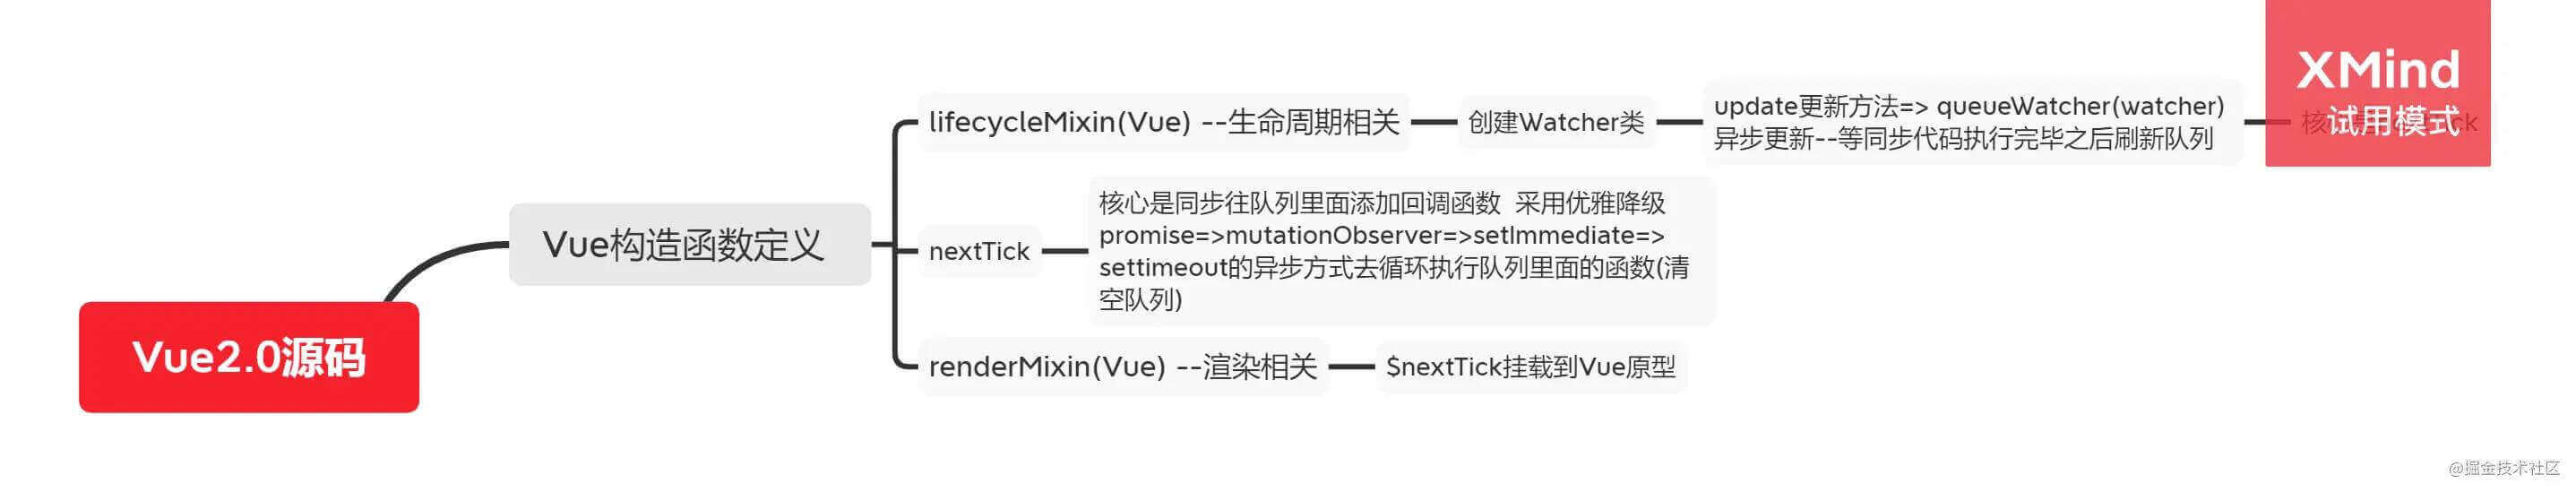 XMind
试用模式
lifecycleMixin(Vue) --生命周期相关
创建Watcher类
update更新方法=> queueWatcher(watcher)
异步更新--等同步代码执行完毕之后刷新队列
核
ck
Vue构造函数定义
nextTick
核心是同步往队列里面添加回调函数 采用优雅降级
promise=>mutationObserver=>setImmediate=>
settimeout的异步方式去循环执行队列里面的函数(清
空队列)
Vue2.0源码
renderMixin(Vue) --渲染相关
$nextTick挂载到Vue原型
@掘金技术社区